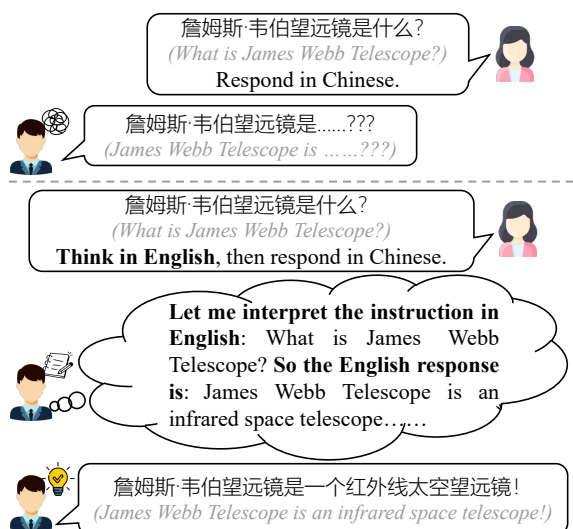 詹姆斯·韦伯望远镜是什么?
(What is James Webb Telescope?)
Respond in Chinese.
詹姆斯·韦伯望远镜是......???
(James Webb Telescope is ......???)
詹姆斯·韦伯望远镜是什么?
(What is James Webb Telescope?)
Think in English, then respond in Chinese.
Let me interpret the instruction in
English: What is James Webb
Telescope? So the English response
is: James Webb Telescope is an
infrared space telescope……
詹姆斯·韦伯望远镜是一个红外线太空望远镜!
(James Webb Telescope is an infrared space telescope!)